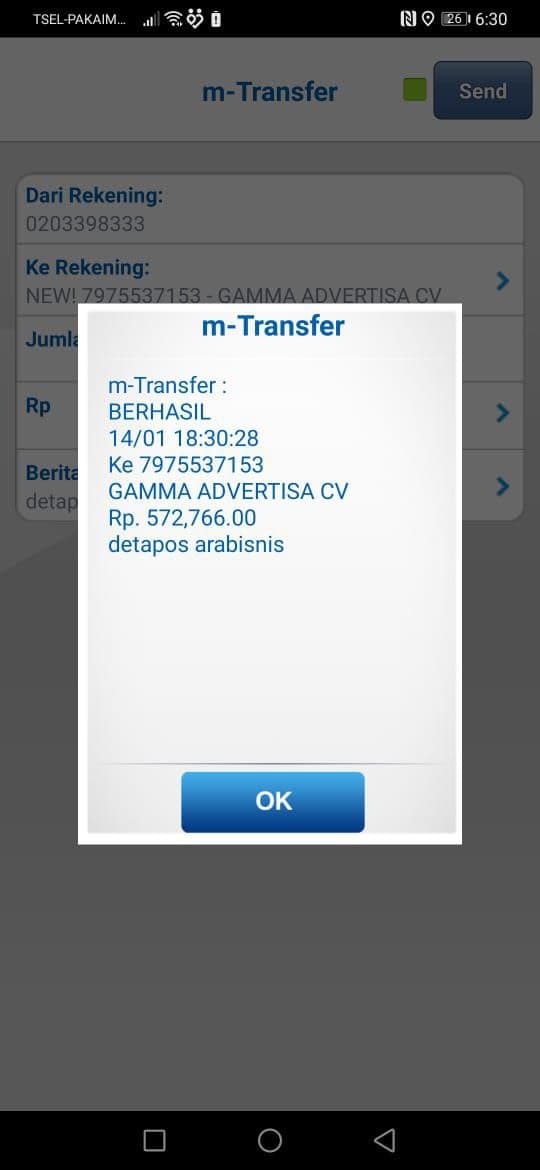 TSEL-PAKAIM... 26 6:30
m-Transfer Send
Dari Rekening:
0203398333
Ke Rekening:
NEW! 7975537153 - GAMMA ADVERTISA CV
Jumla
Rp
Berita
detap
m-Transfer
m-Transfer :
BERHASIL
14/01 18:30:28
Ke 7975537153
GAMMA ADVERTISA CV
Rp. 572,766.00
detapos arabisnis
OK